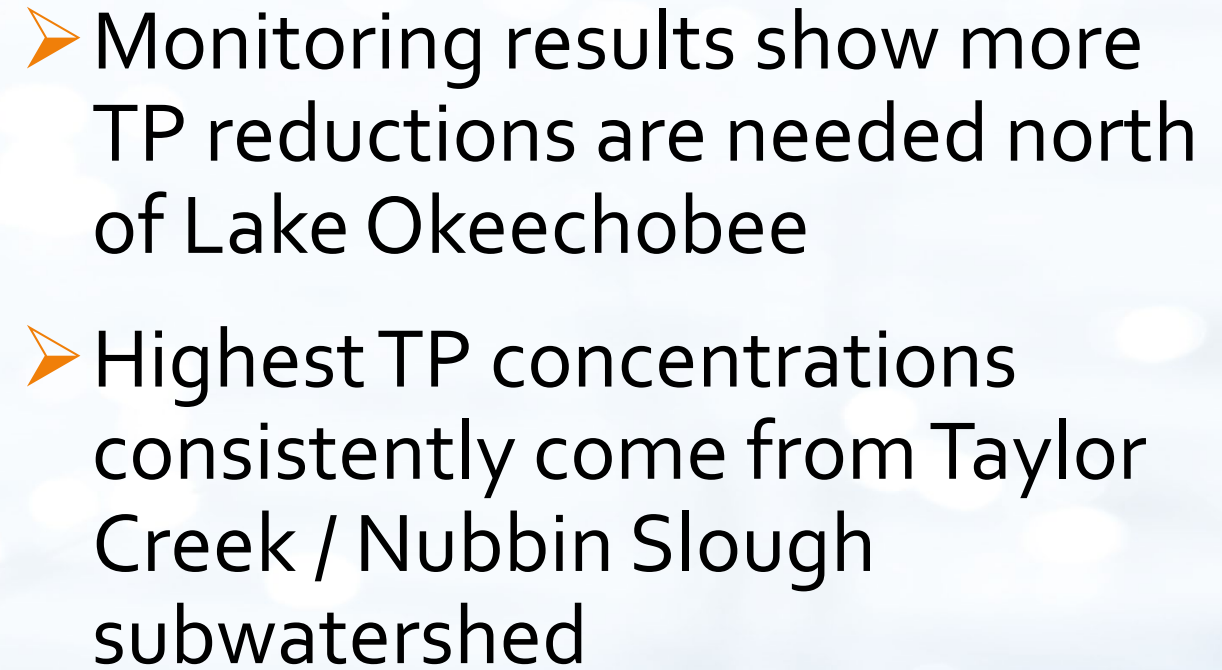 ➢Monitoring results show more
TP reductions are needed north
of Lake Okeechobee
➢Highest TP concentrations
consistently come from Taylor
Creek / Nubbin Slough
subwatershed